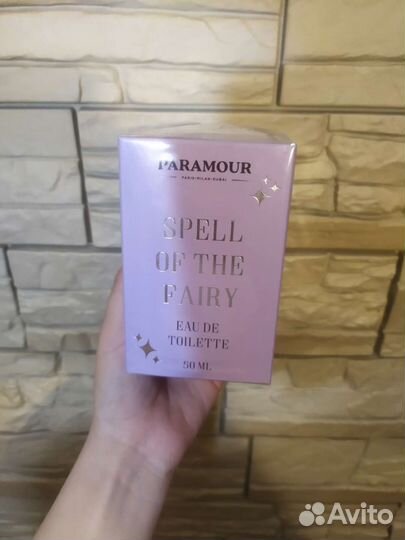 PARAMOUR
PARIS•MILAN•DUBAI
SPELL
OF THE
FAIRY
EAU DE
TOILETTE
50 ML
Avito